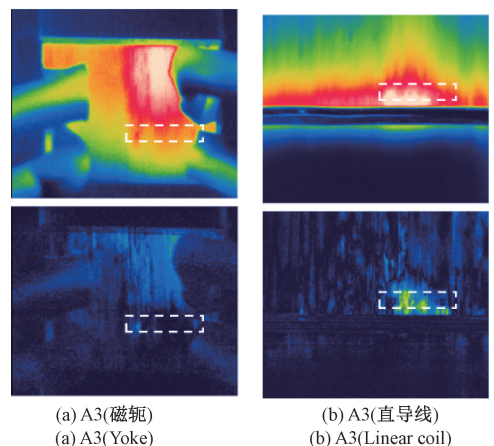 (a) A3(磁轭)
(b) A3(直导线)
(a) A3(Yoke)
(b) A3(Linear coil)